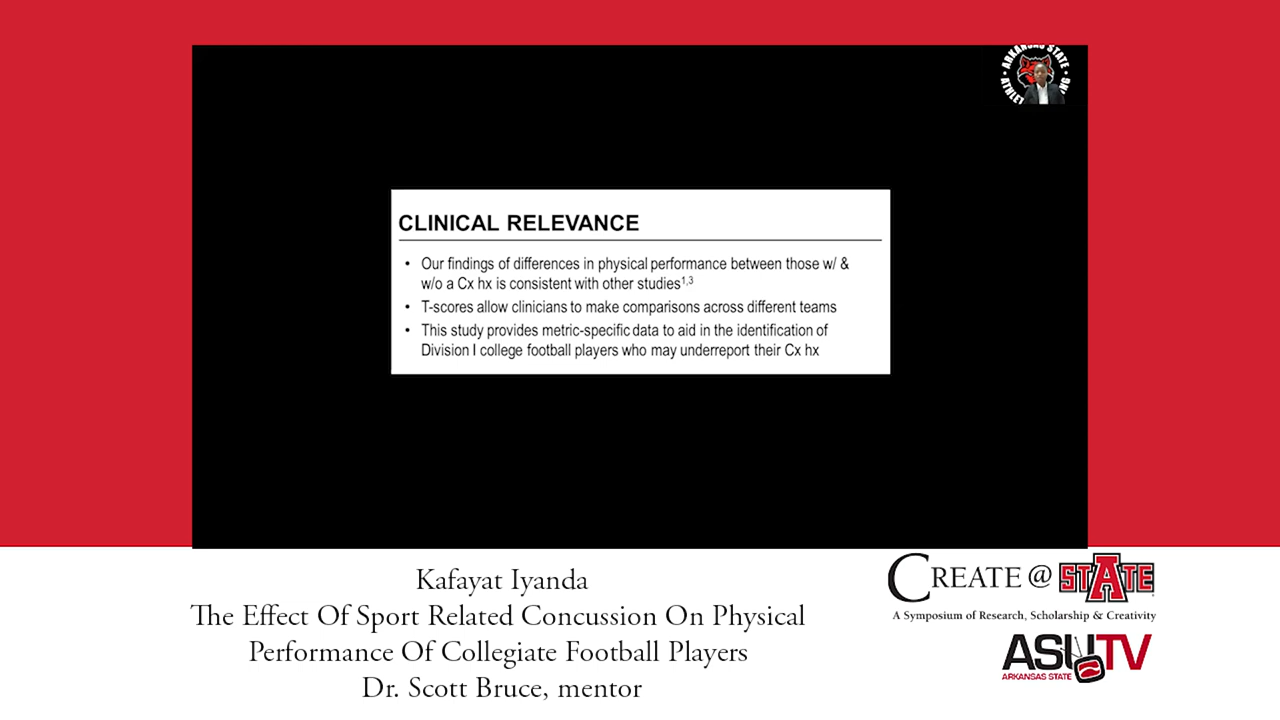 ARKANSAS STATE
CLINICAL RELEVANCE
• Our findings of differences in physical performance between those w/ &
w/o a Cx hx is consistent with other studies1,3
• T-scores allow clinicians to make comparisons across different teams
• This study provides metric-specific data to aid in the identification of
Division I college football players who may underreport their Cx hx
Kafayat Iyanda
The Effect Of Sport Related Concussion On Physical
Performance Of Collegiate Football Players
Dr. Scott Bruce, mentor
CREATE @ STATE
A Symposium of Research, Scholarship & Creativity
ASUTV
ARKANSAS STATE